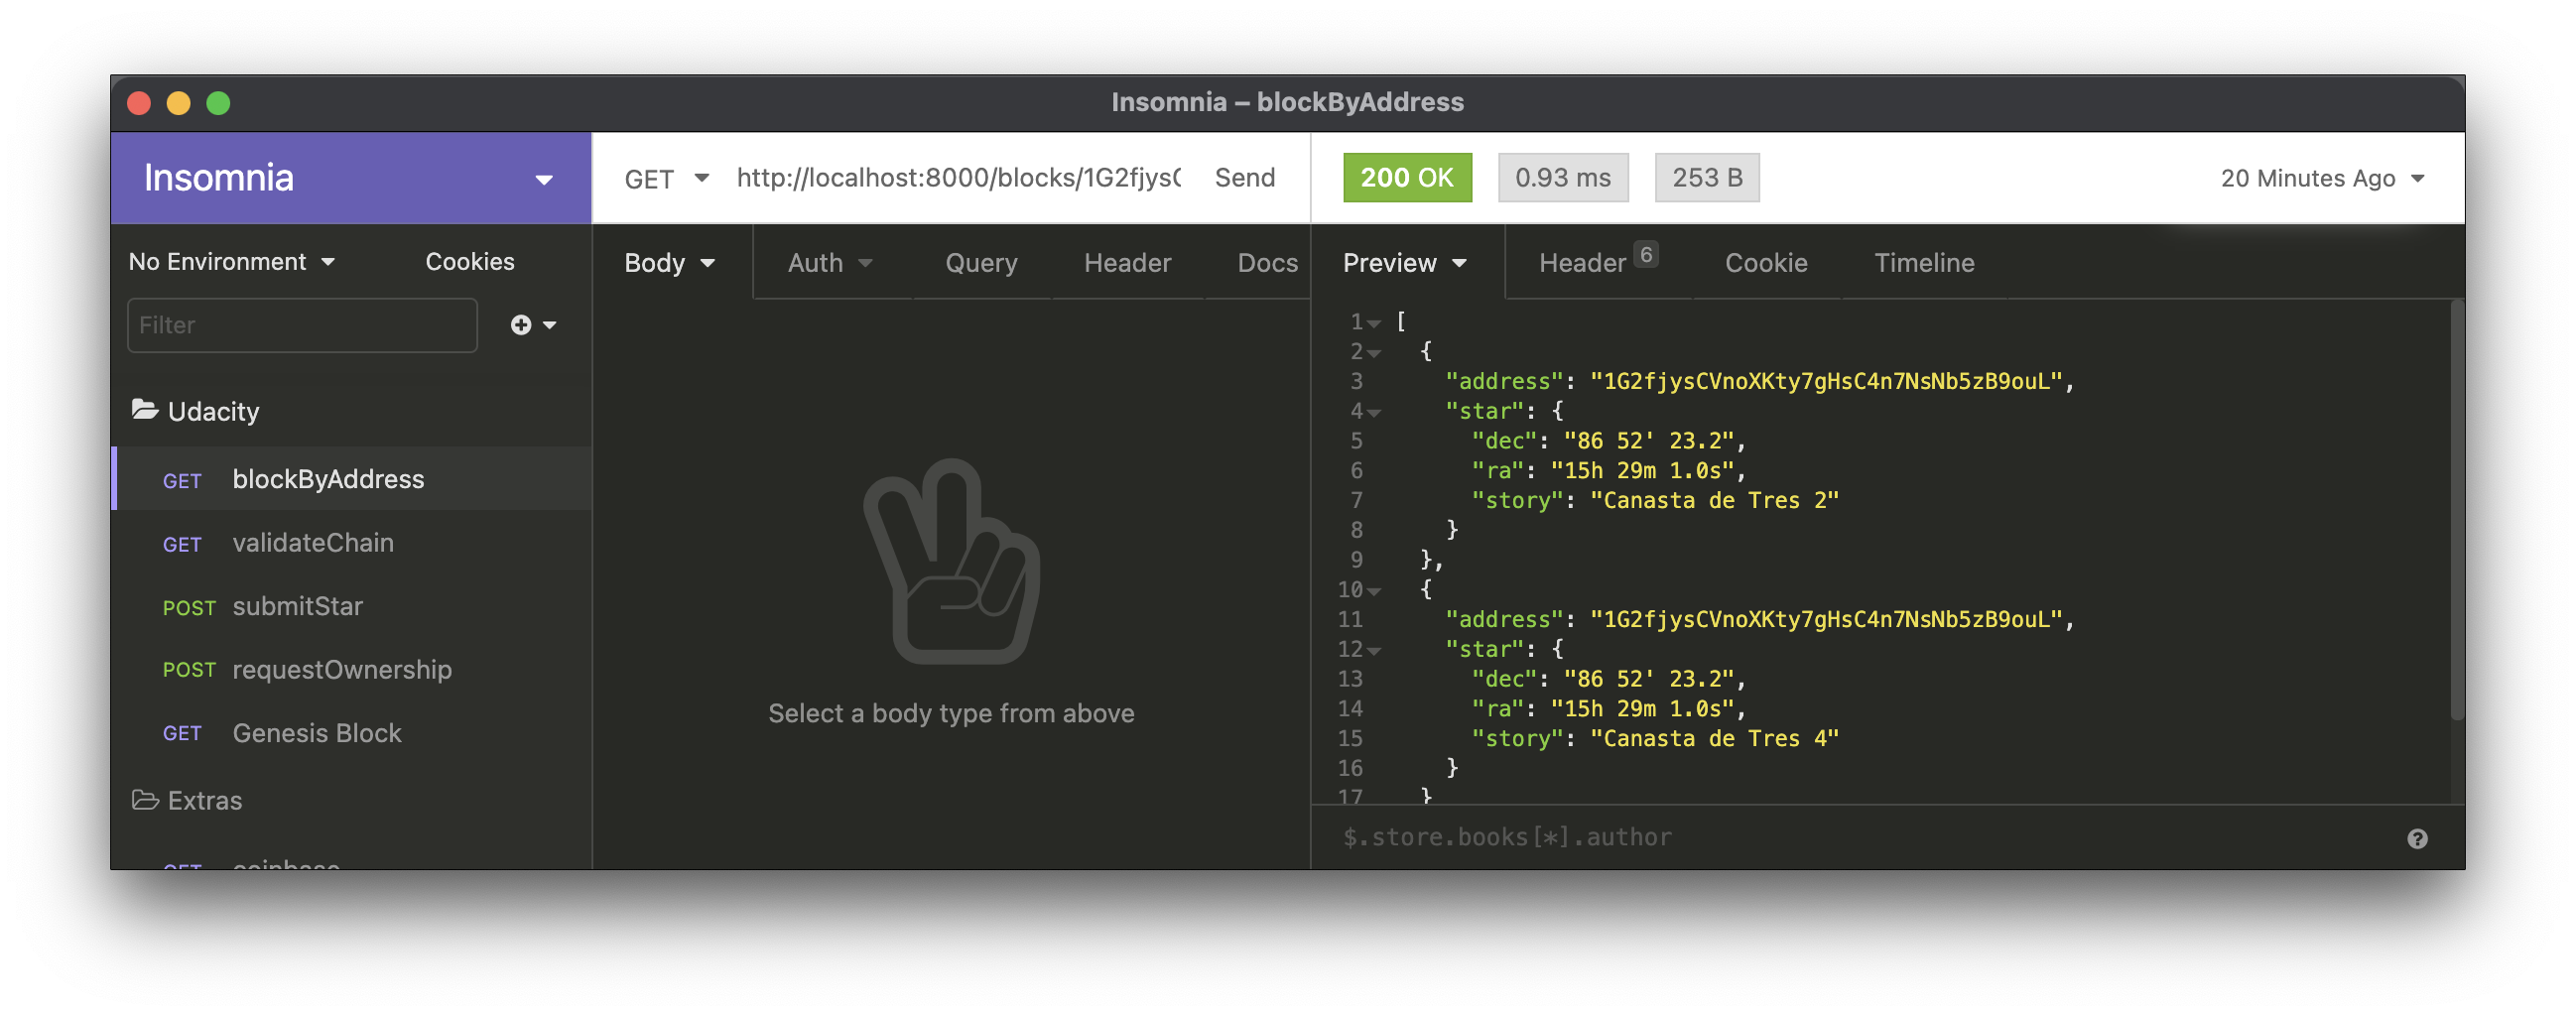 Insomnia – blockByAddress
Insomnia
GET http://localhost:8000/blocks/1G2fjys Send
200 OK 0.93 ms 253 B
20 Minutes Ago
No Environment Cookies
Filter
Udacity
GET blockByAddress
GET validateChain
POST submitStar
POST requestOwnership
GET Genesis Block
Extras
GET coinbase
Body Auth Query Header Docs
Select a body type from above
Preview Header 6 Cookie Timeline
1 [
2 {
3 "address": "1G2fjysCVnoXKty7gHsC4n7NsNb5zB9ouL",
4 "star": {
5 "dec": "86 52' 23.2",
6 "ra": "15h 29m 1.0s",
7 "story": "Canasta de Tres 2"
8 }
9 },
10 {
11 "address": "1G2fjysCVnoXKty7gHsC4n7NsNb5zB9ouL",
12 "star": {
13 "dec": "86 52' 23.2",
14 "ra": "15h 29m 1.0s",
15 "story": "Canasta de Tres 4"
16 }
17 }
$.store.books[*].author